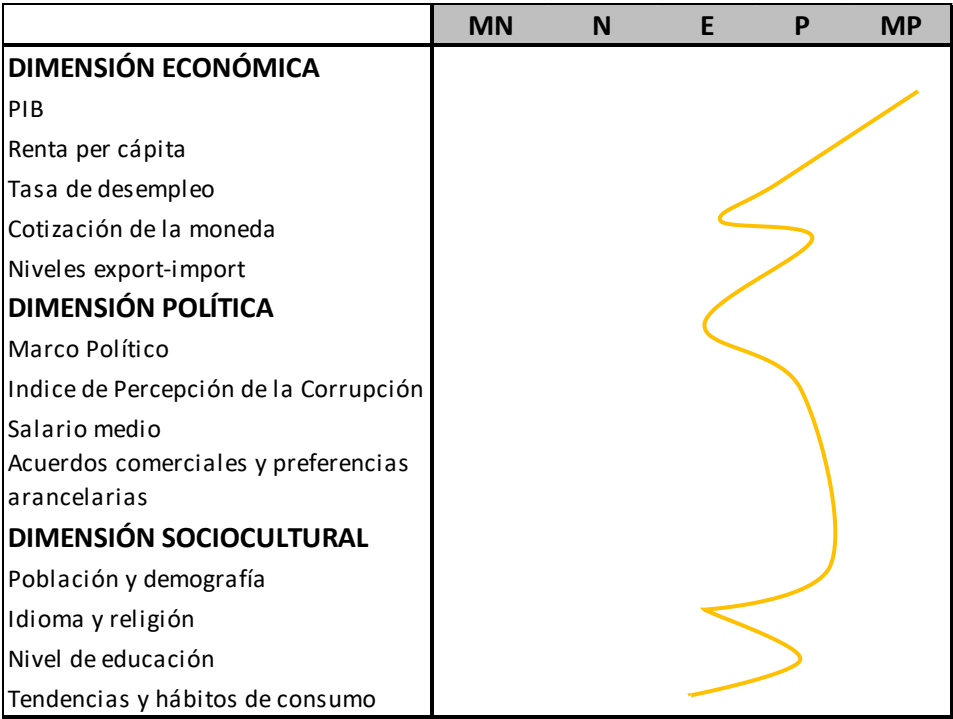 MN N E P MP
DIMENSIÓN ECONÓMICA
PIB
Renta per cápita
Tasa de desempleo
Cotización de la moneda
Niveles export-import
DIMENSIÓN POLÍTICA
Marco Político
Indice de Percepción de la Corrupción
Salario medio
Acuerdos comerciales y preferencias
arancelarias
DIMENSIÓN SOCIOCULTURAL
Población y demografía
Idioma y religión
Nivel de educación
Tendencias y hábitos de consumo